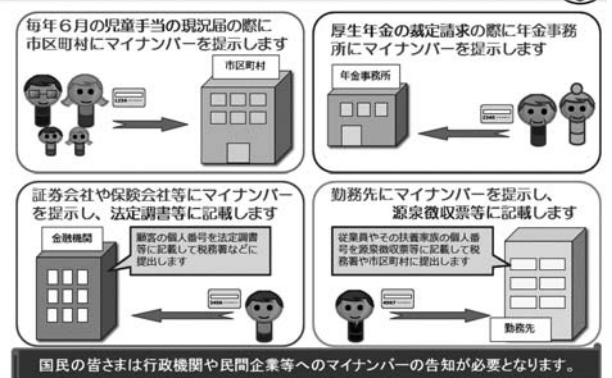 毎年6月の児童手当の現況届の際に
市区町村にマイナンバーを提示します
市区町村
1234
厚生年金の裁定請求の際に年金事務
所にマイナンバーを提示します
年金事務所
2345
証券会社や保険会社等にマイナンバー
を提示し、法定調書等に記載します
金融機関
顧客の個人番号を法定調書
等に記載して税務署などに
提出します
3456
勤務先にマイナンバーを提示し、
源泉徴収票等に記載します
従業員やその扶養家族の個人番
号を源泉徴収票等に記載して税
務署や市区町村に提出します
4567
勤務先
国民の皆さまは行政機関や民間企業等へのマイナンバーの告知が必要となります。